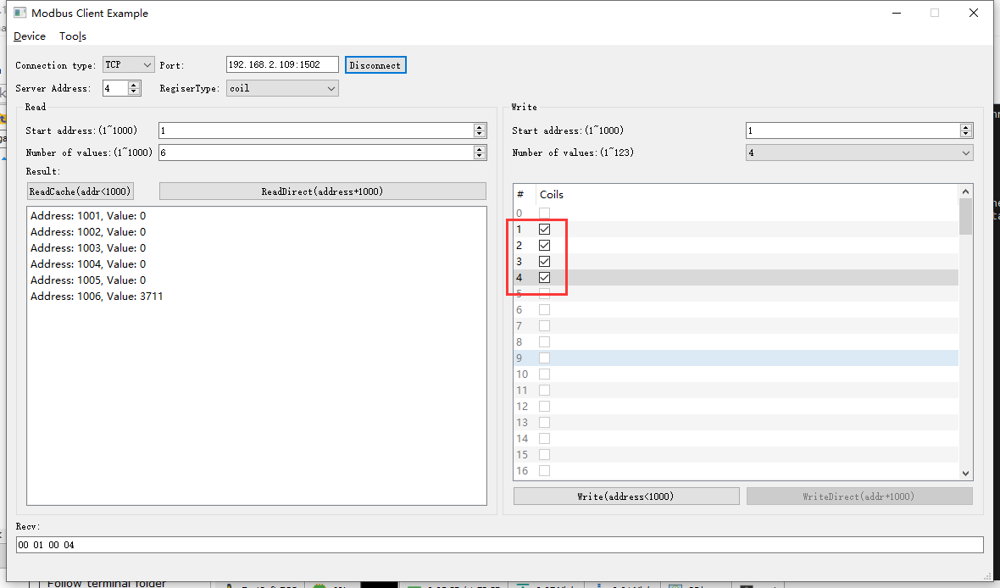 Modbus Client Example
Device Tools
Connection type: TCP Port: 192.168.2.109:1502 Disconnect
Server Address: 4 RegiserType: coil
Read
Start address:(1~1000) 1
Number of values:(1~1000) 6
Result:
ReadCache(addr<1000) ReadDirect(address+1000)
Address: 1001, Value: 0
Address: 1002, Value: 0
Address: 1003, Value: 0
Address: 1004, Value: 0
Address: 1005, Value: 0
Address: 1006, Value: 3711
Write
Start address:(1~1000) 1
Number of values:(1~123) 4
# Coils
0
1
2
3
4
5
6
7
8
9
10
11
12
13
14
15
16
Write(address<1000) WriteDirect(addr+1000)
Recv:
00 01 00 04
Follow terminal folder